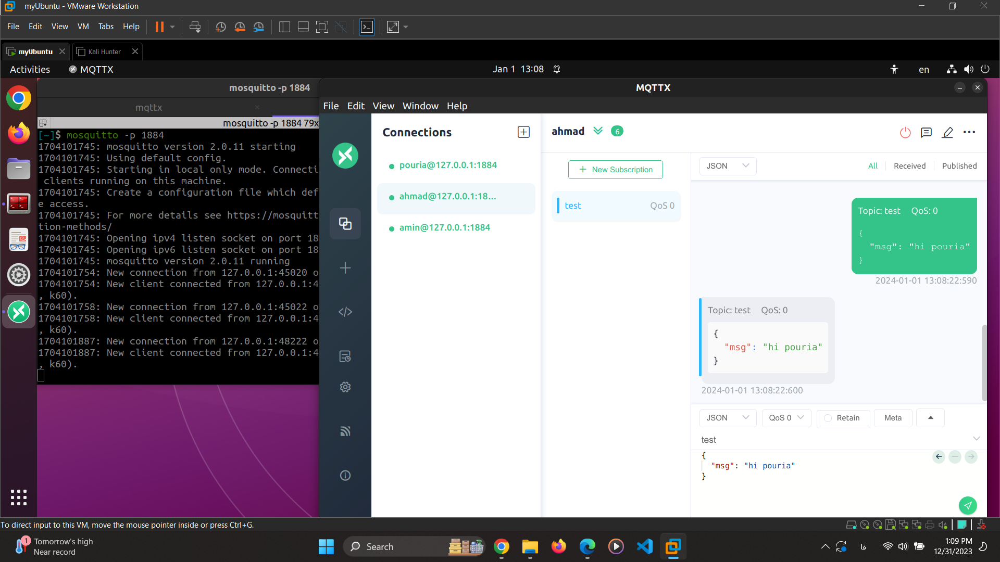 myUbuntu - VMware Workstation
File Edit View VM Tabs Help
myUbuntu
Kali Hunter
Activities
MQTTX
Jan 1 13:08
en
mosquitto -p 1884
mqttx
mosquitto -p 1884 79x
[~]$ mosquitto -p 1884
1704101745: mosquitto version 2.0.11 starting
1704101745: Using default config.
1704101745: Starting in local only mode. Connecti
clients running on this machine.
1704101745: Create a configuration file which def
e access.
1704101745: For more details see https://mosquitt
tion-methods/
1704101745: Opening ipv4 listen socket on port 18
1704101745: Opening ipv6 listen socket on port 18
1704101745: mosquitto version 2.0.11 running
1704101754: New connection from 127.0.0.1:45020 o
1704101754: New client connected from 127.0.0.1:4
, k60).
1704101758: New connection from 127.0.0.1:45022 o
1704101758: New client connected from 127.0.0.1:4
, k60).
1704101887: New connection from 127.0.0.1:48222 o
1704101887: New client connected from 127.0.0.1:4
, k60).
MQTTX
File Edit View Window Help
Connections
pouria@127.0.0.1:1884
ahmad@127.0.0.1:18...
amin@127.0.0.1:1884
ahmad 6
+ New Subscription
test QoS 0
JSON
All Received Published
Topic: test QoS: 0
{
"msg": "hi pouria"
}
2024-01-01 13:08:22:590
Topic: test QoS: 0
{
"msg": "hi pouria"
}
2024-01-01 13:08:22:600
JSON QoS 0 Retain Meta
test
{
"msg": "hi pouria"
}
To direct input to this VM, move the mouse pointer inside or press Ctrl+G.
1
Tomorrow's high
Near record
Search
فا
1:09 PM
12/31/2023